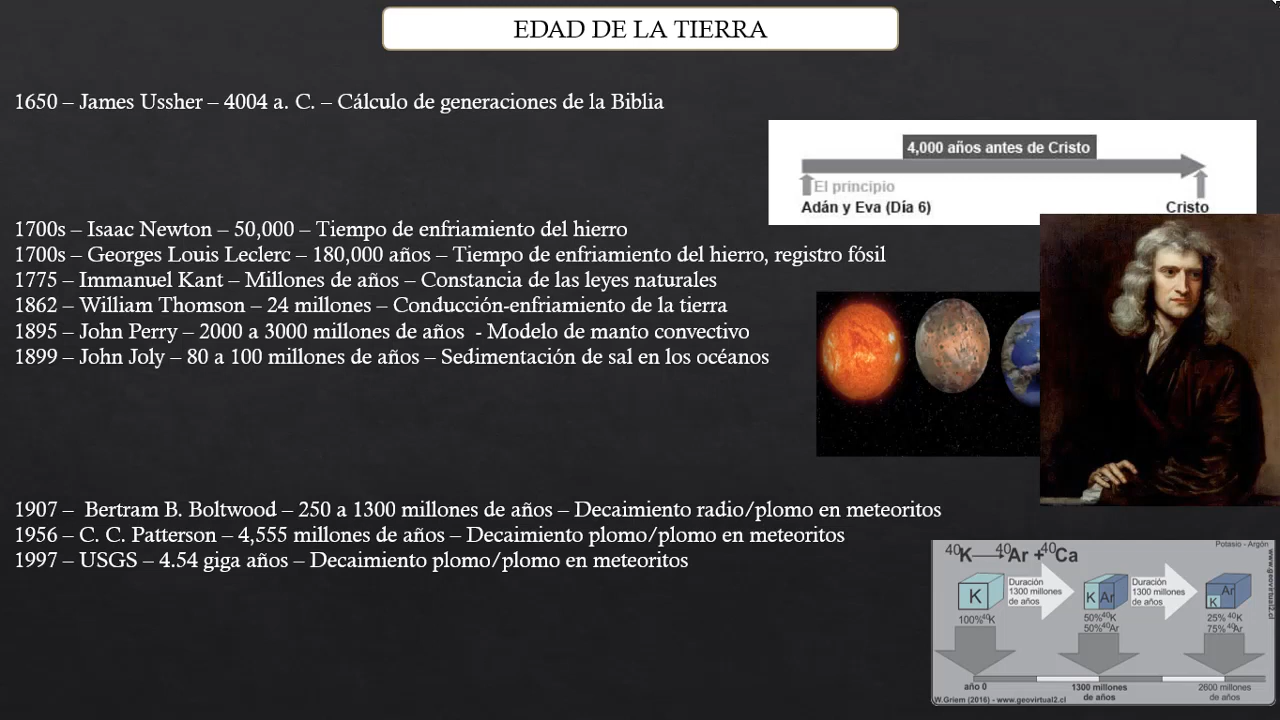 EDAD DE LA TIERRA
1650 – James Ussher – 4004 a. C. – Cálculo de generaciones de la Biblia
4,000 años antes de Cristo
El principio
Adán y Eva (Día 6)
Cristo
1700s – Isaac Newton – 50,000 – Tiempo de enfriamiento del hierro
1700s – Georges Louis Leclerc – 180,000 años – Tiempo de enfriamiento del hierro, registro fósil
1775 – Immanuel Kant – Millones de años – Constancia de las leyes naturales
1862 – William Thomson – 24 millones – Conducción-enfriamiento de la tierra
1895 – John Perry – 2000 a 3000 millones de años  - Modelo de manto convectivo
1899 – John Joly – 80 a 100 millones de años – Sedimentación de sal en los océanos
1907 –  Bertram B. Boltwood – 250 a 1300 millones de años – Decaimiento radio/plomo en meteoritos
1956 – C. C. Patterson – 4,555 millones de años – Decaimiento plomo/plomo en meteoritos
1997 – USGS – 4.54 giga años – Decaimiento plomo/plomo en meteoritos
Potasio - Argón
www.geovirtual2.cl
⁴⁰K ⟶ ⁴⁰Ar + ⁴⁰Ca
K
Duración
1300 millones
de años
K Ar
Duración
1300 millones
de años
Ar
K
100%⁴⁰K
50%⁴⁰K
50%⁴⁰Ar
25% ⁴⁰K
75% ⁴⁰Ar
año 0
1300 millones
de años
2600 millones
de años
W.Griem (2016) - www.geovirtual2.cl